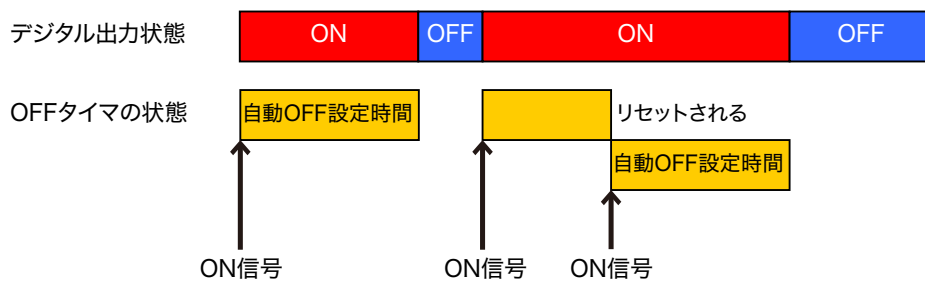 デジタル出力状態
ON
OFF
ON
OFF
OFFタイマの状態
自動OFF設定時間
リセットされる
自動OFF設定時間
ON信号
ON信号
ON信号